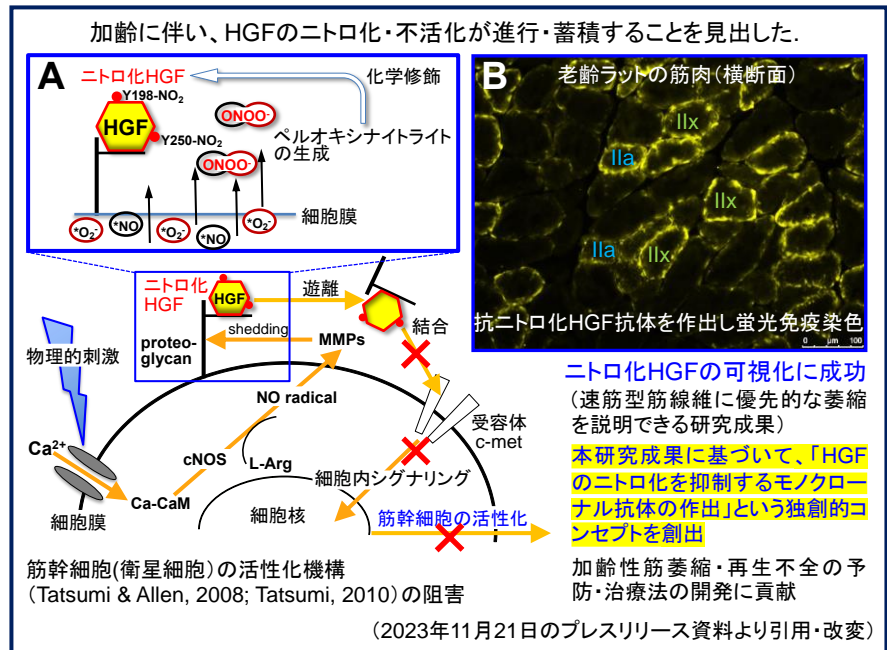 加齢に伴い、HGFのニトロ化・不活化が進行・蓄積することを見出した.
A
ニトロ化HGF
化学修飾
Y198-NO₂
HGF
Y250-NO₂
ONOO⁻
ONOO⁻
ペルオキシナイトライト
の生成
細胞膜
*O₂⁻
*NO
*O₂⁻
*NO
*O₂⁻
B
老齢ラットの筋肉(横断面)
IIx
IIa
IIx
IIa
IIx
抗ニトロ化HGF抗体を作出し蛍光免疫染色
0 µm 100
ニトロ化
HGF
HGF
遊離
結合
shedding
proteo-
glycan
MMPs
物理的刺激
NO radical
受容体
c-met
Ca²⁺
cNOS
L-Arg
細胞内シグナリング
Ca-CaM
細胞膜
細胞核
筋幹細胞の活性化
筋幹細胞(衛星細胞)の活性化機構
(Tatsumi & Allen, 2008; Tatsumi, 2010)の阻害
ニトロ化HGFの可視化に成功
(速筋型筋線維に優先的な萎縮
を説明できる研究成果)
本研究成果に基づいて、「HGF
のニトロ化を抑制するモノクロー
ナル抗体の作出」という独創的コ
ンセプトを創出
加齢性筋萎縮・再生不全の予
防・治療法の開発に貢献
(2023年11月21日のプレスリリース資料より引用・改変)